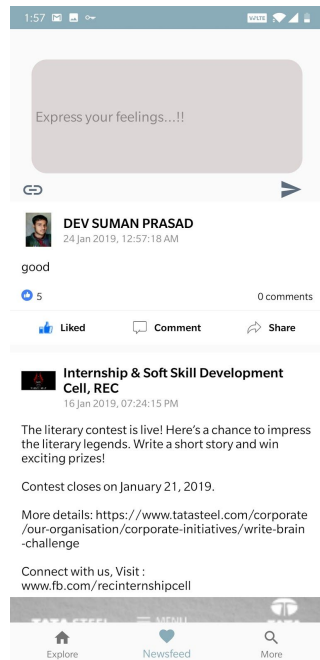 1:57
VoLTE
Express your feelings...!!
DEV SUMAN PRASAD
24 Jan 2019, 12:57:18 AM
good
5
0 comments
Liked
Comment
Share
Internship & Soft Skill Development
Cell, REC
16 Jan 2019, 07:24:15 PM
The literary contest is live! Here's a chance to impress
the literary legends. Write a short story and win
exciting prizes!
Contest closes on January 21, 2019.
More details: https://www.tatasteel.com/corporate
/our-organisation/corporate-initiatives/write-brain
-challenge
Connect with us, Visit :
www.fb.com/recinternshipcell
TATA STEEL
MENU
Explore
Newsfeed
More